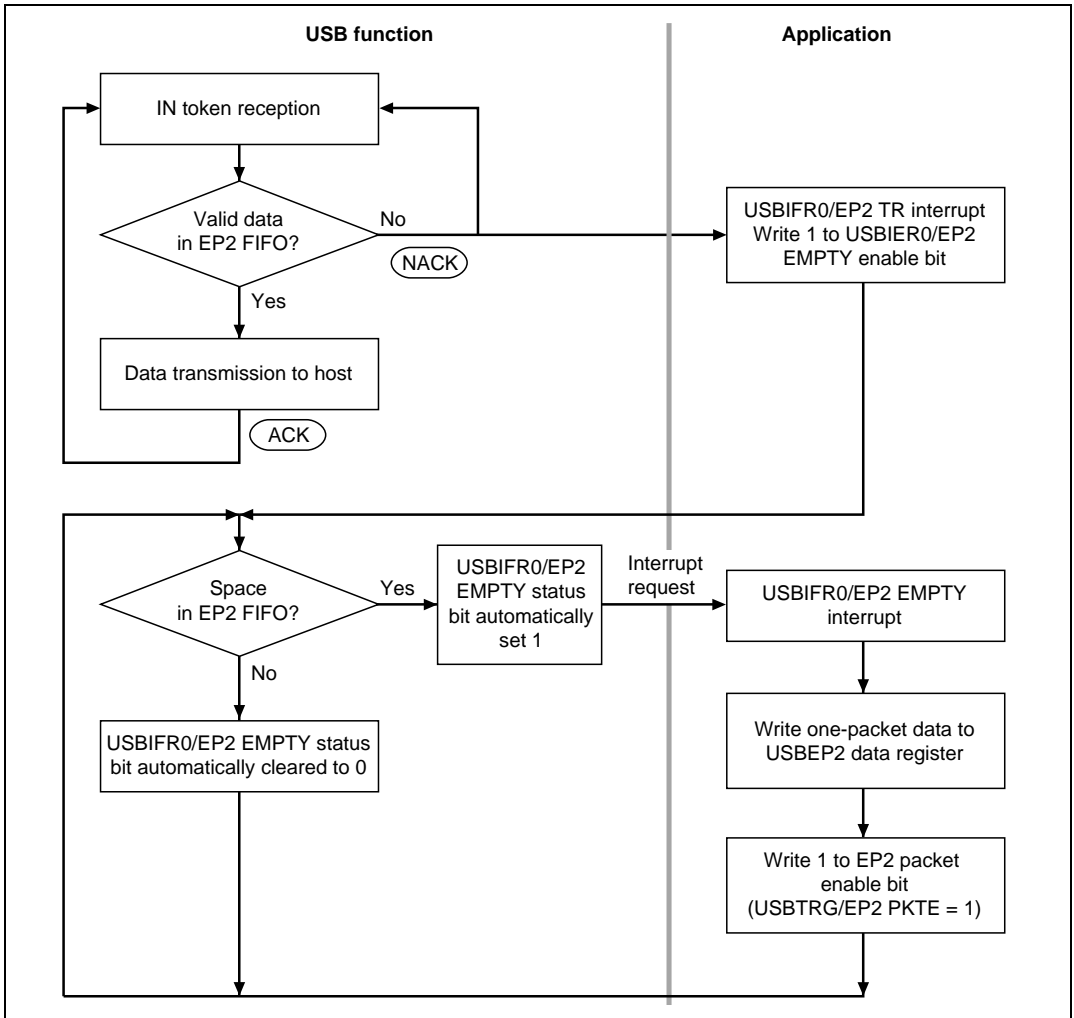 USB function
Application
IN token reception
Valid data
in EP2 FIFO?
No
NACK
USBIFR0/EP2 TR interrupt
Write 1 to USBIER0/EP2
EMPTY enable bit
Yes
Data transmission to host
ACK
Space
in EP2 FIFO?
Yes
USBIFR0/EP2
EMPTY status
bit automatically
set 1
Interrupt
request
USBIFR0/EP2 EMPTY
interrupt
No
USBIFR0/EP2 EMPTY status
bit automatically cleared to 0
Write one-packet data to
USBEP2 data register
Write 1 to EP2 packet
enable bit
(USBTRG/EP2 PKTE = 1)